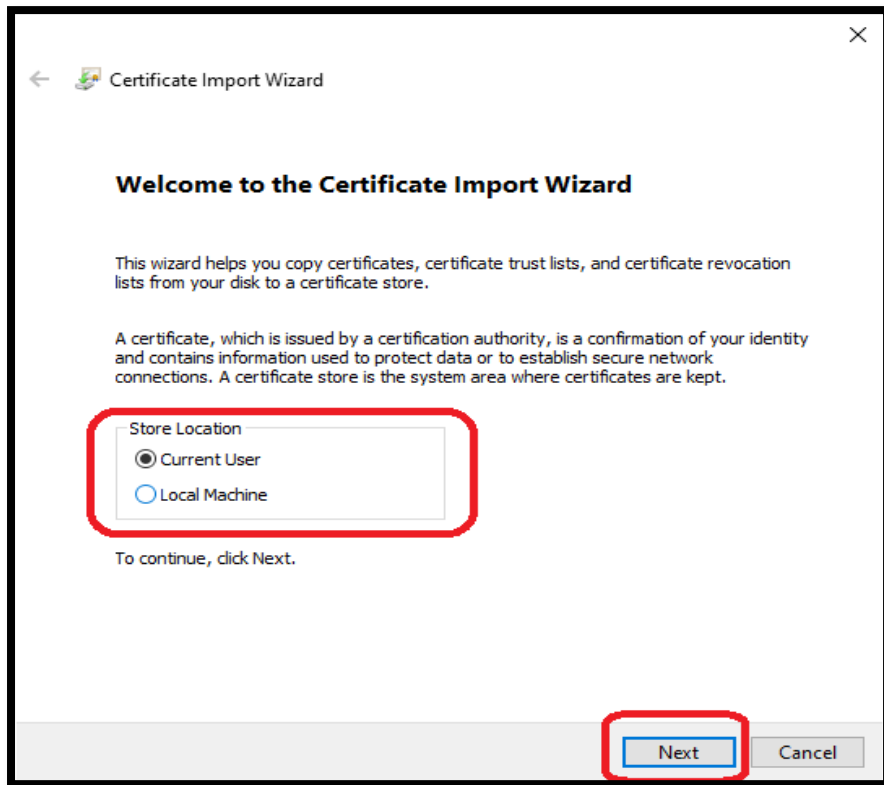 Certificate Import Wizard
Welcome to the Certificate Import Wizard
This wizard helps you copy certificates, certificate trust lists, and certificate revocation
lists from your disk to a certificate store.
A certificate, which is issued by a certification authority, is a confirmation of your identity
and contains information used to protect data or to establish secure network
connections. A certificate store is the system area where certificates are kept.
Store Location
Current User
Local Machine
To continue, click Next.
Next Cancel